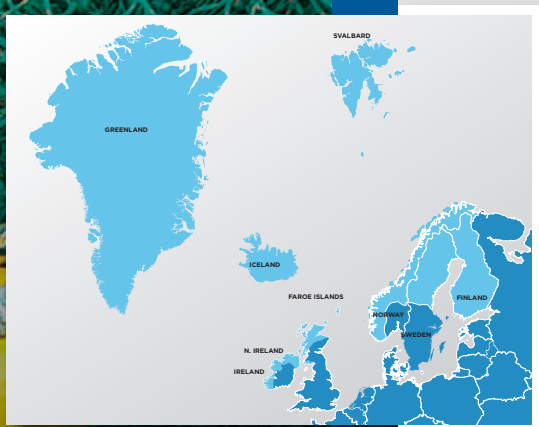 SVALBARD
GREENLAND
ICELAND
FAROE ISLANDS
FINLAND
NORWAY
SWEDEN
N. IRELAND
IRELAND